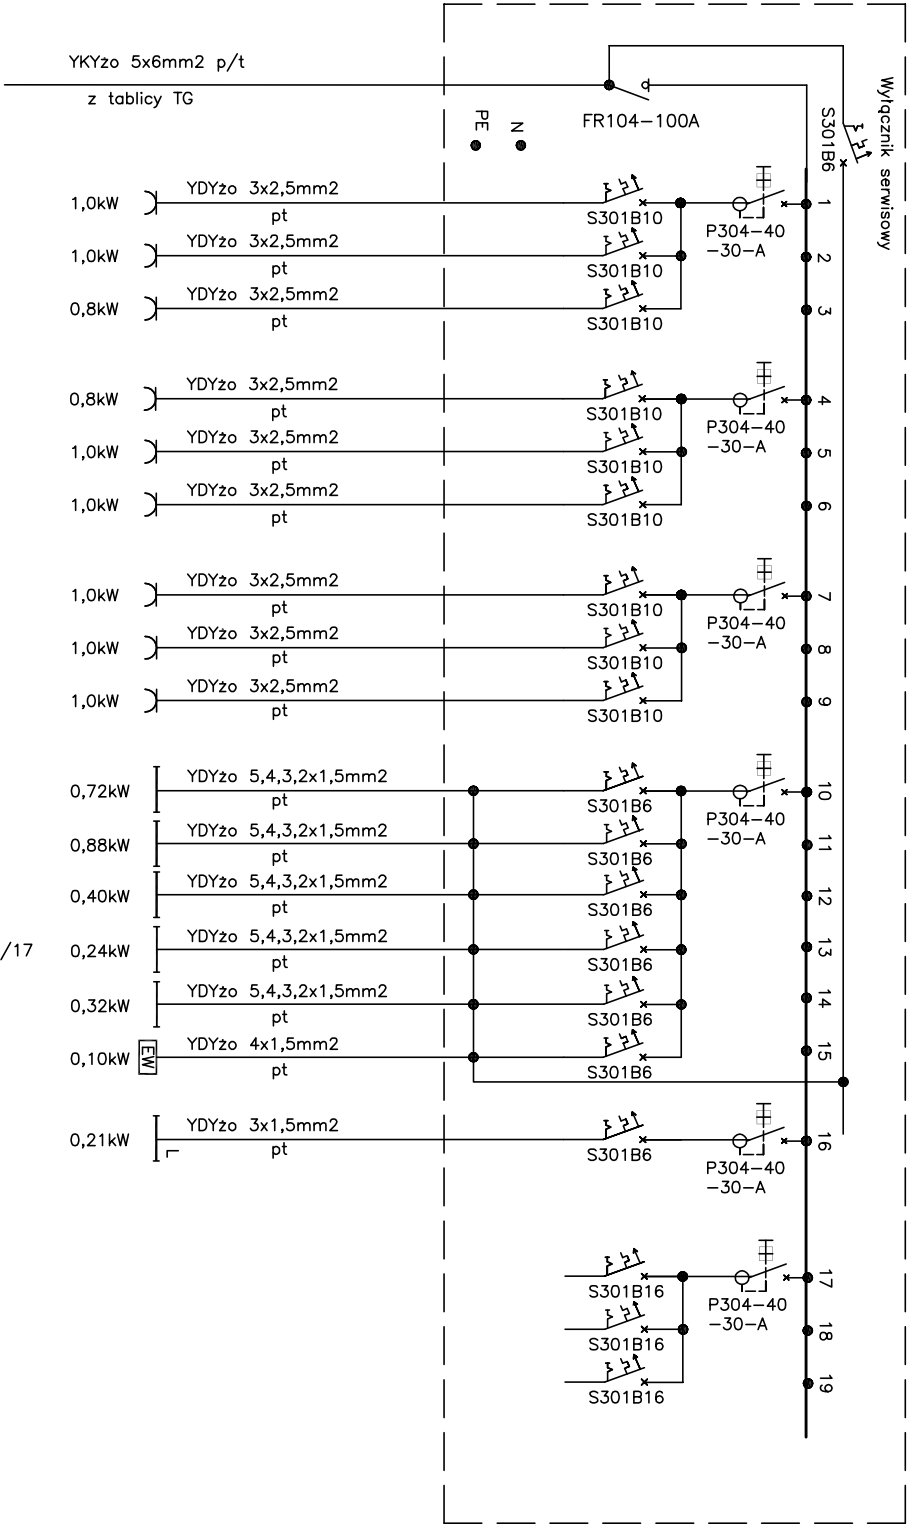 YKYżo 5x6mm2 p/t
z tablicy TG
PE
N
FR104-100A
S301B6
Wyłącznik serwisowy
1,0kW
YDYżo 3x2,5mm2
pt
S301B10
P304-40
-30-A
1
1,0kW
YDYżo 3x2,5mm2
pt
S301B10
2
0,8kW
YDYżo 3x2,5mm2
pt
S301B10
3
0,8kW
YDYżo 3x2,5mm2
pt
S301B10
P304-40
-30-A
4
1,0kW
YDYżo 3x2,5mm2
pt
S301B10
5
1,0kW
YDYżo 3x2,5mm2
pt
S301B10
6
1,0kW
YDYżo 3x2,5mm2
pt
S301B10
P304-40
-30-A
7
1,0kW
YDYżo 3x2,5mm2
pt
S301B10
8
1,0kW
YDYżo 3x2,5mm2
pt
S301B10
9
0,72kW
YDYżo 5,4,3,2x1,5mm2
pt
S301B6
P304-40
-30-A
10
0,88kW
YDYżo 5,4,3,2x1,5mm2
pt
S301B6
11
0,40kW
YDYżo 5,4,3,2x1,5mm2
pt
S301B6
12
/17
0,24kW
YDYżo 5,4,3,2x1,5mm2
pt
S301B6
13
0,32kW
YDYżo 5,4,3,2x1,5mm2
pt
S301B6
14
0,10kW
EW
YDYżo 4x1,5mm2
pt
S301B6
15
0,21kW
L
YDYżo 3x1,5mm2
pt
S301B6
P304-40
-30-A
16
S301B16
P304-40
-30-A
17
S301B16
18
S301B16
19